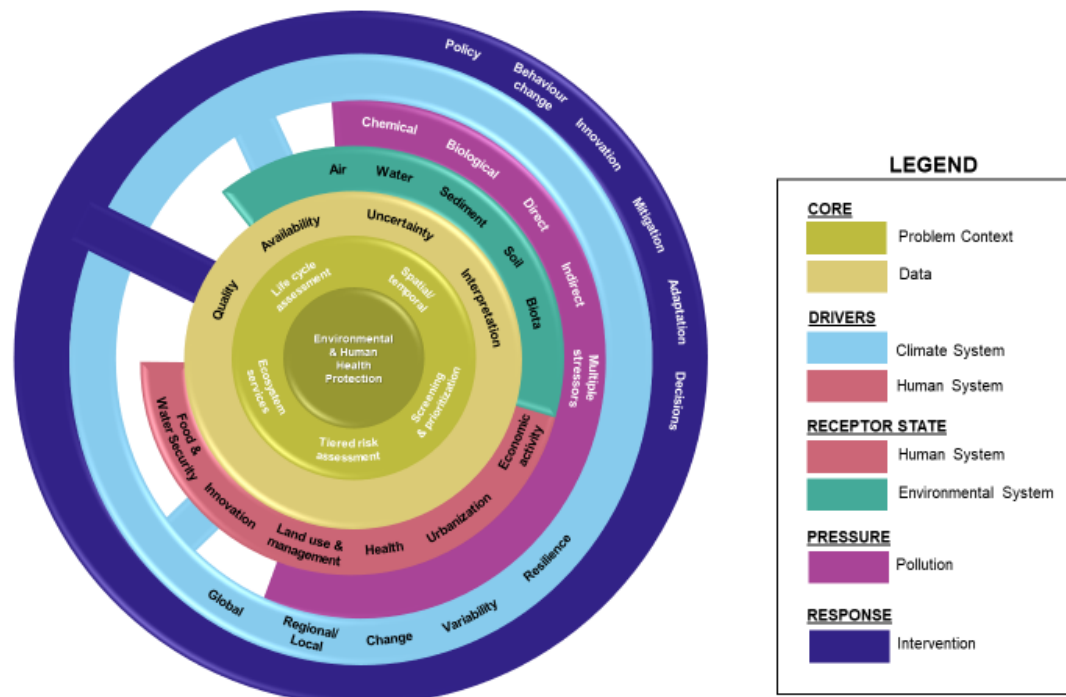 Policy
Behaviour
change
Innovation
Mitigation
Adaptation
Decisions
Chemical
Biological
Direct
Indirect
Multiple
stressors
Air
Water
Sediment
Soil
Biota
Quality
Availability
Uncertainty
Interpretation
Life cycle
assessment
Spatial/
temporal
Screening
& prioritization
Tiered risk
assessment
Ecosystem
services
Environmental
& Human
Health
Protection
Food &
Water Security
Innovation
Land use &
management
Health
Urbanization
Economic
activity
Global
Regional/
Local
Change
Variability
Resilience
LEGEND
CORE
Problem Context
Data
DRIVERS
Climate System
Human System
RECEPTOR STATE
Human System
Environmental System
PRESSURE
Pollution
RESPONSE
Intervention